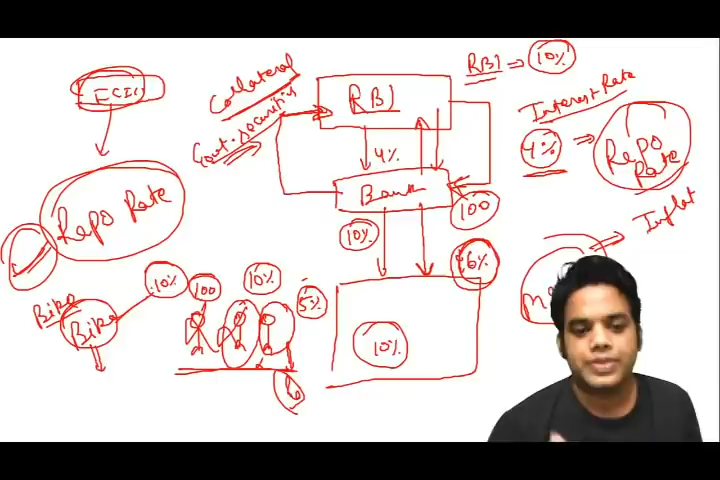 RBI => 10%
Collateral
Govt. Securities
RBI
Interest Rate
4% =>
Repo
Rate
4%
Repo Rate
Bank
100
10%
6%
Inflat
Bike
Bike
10%
100
10%
5%
10%